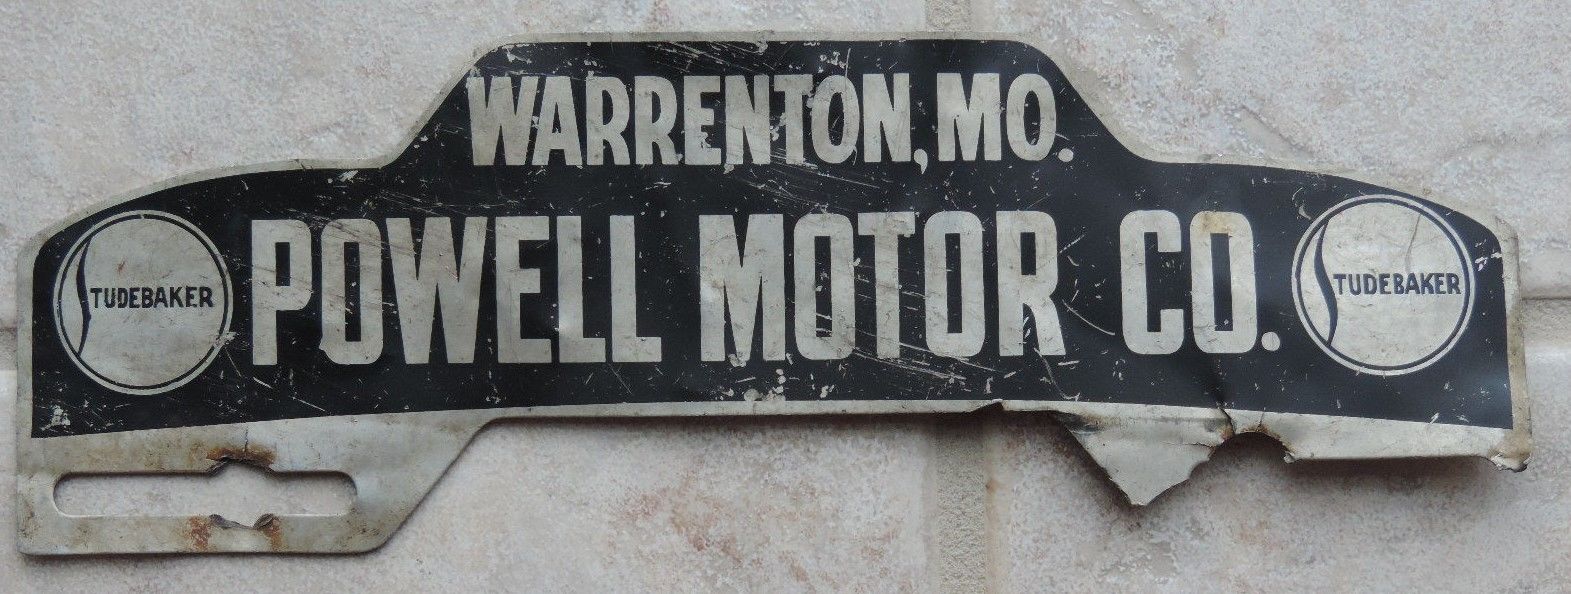 WARRENTON, MO.
STUDEBAKER POWELL MOTOR CO. STUDEBAKER